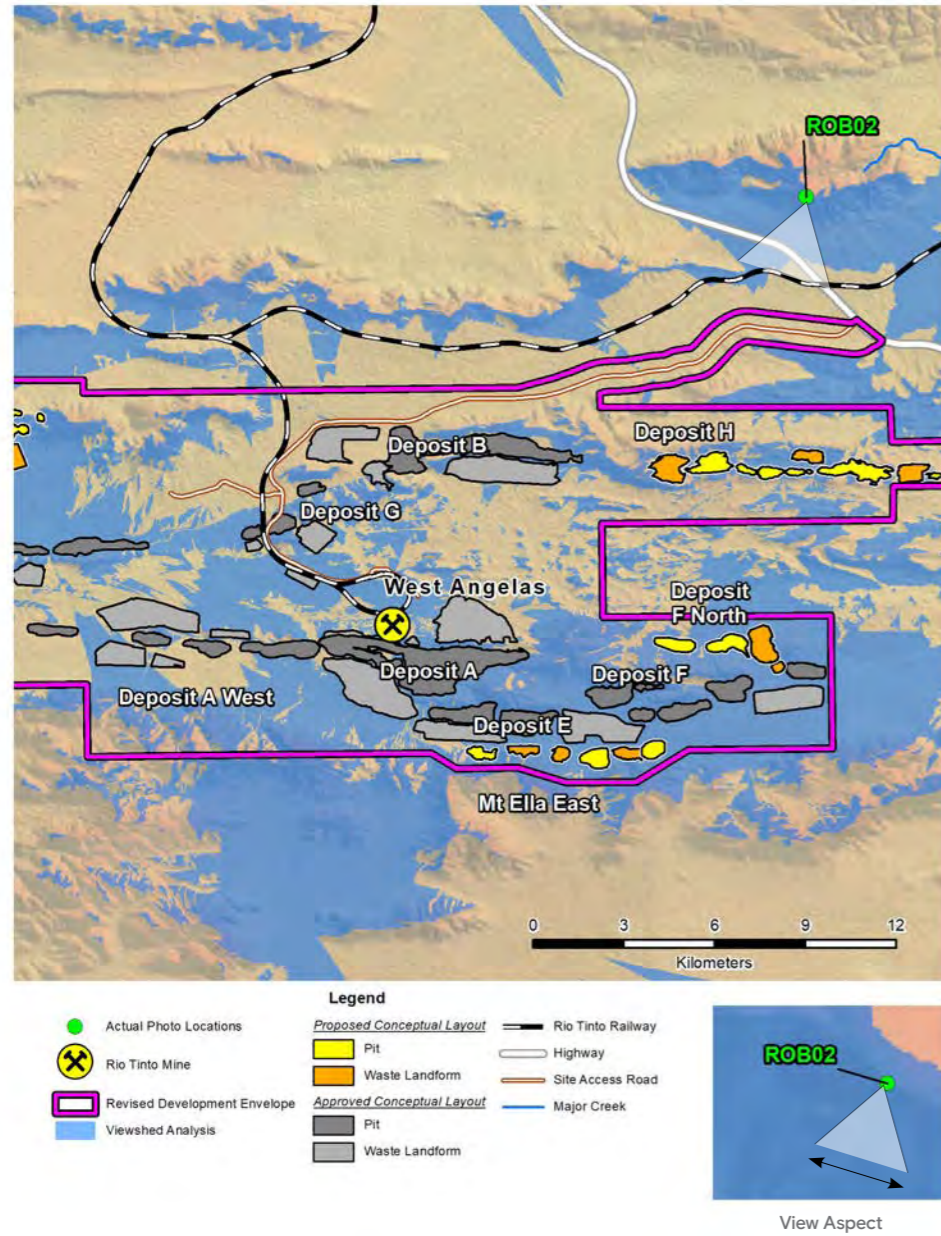 ROB02
Deposit B
Deposit H
Deposit G
West Angelas
Deposit
F North
Deposit A
Deposit F
Deposit A West
Deposit E
Mt Ella East
0 3 6 9 12
Kilometers
Legend
Actual Photo Locations
Rio Tinto Mine
Revised Development Envelope
Viewshed Analysis
Proposed Conceptual Layout
Pit
Waste Landform
Approved Conceptual Layout
Pit
Waste Landform
Rio Tinto Railway
Highway
Site Access Road
Major Creek
ROB02
View Aspect